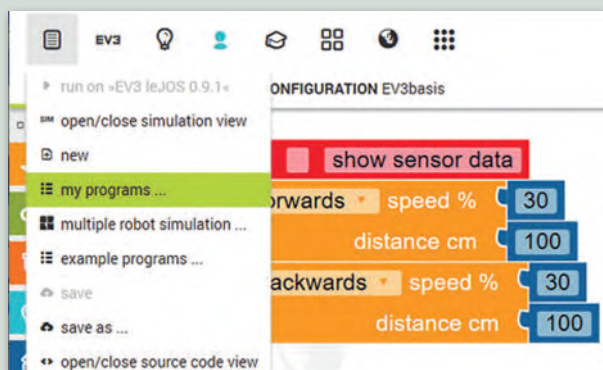 EV3
run on »EV3 leJOS 0.9.1«
ONFIGURATION EV3basis
SIM open/close simulation view
new
show sensor data
my programs ...
orwards speed % 30
multiple robot simulation ...
distance cm 100
example programs ...
ackwards speed % 30
save
save as ...
distance cm 100
open/close source code view